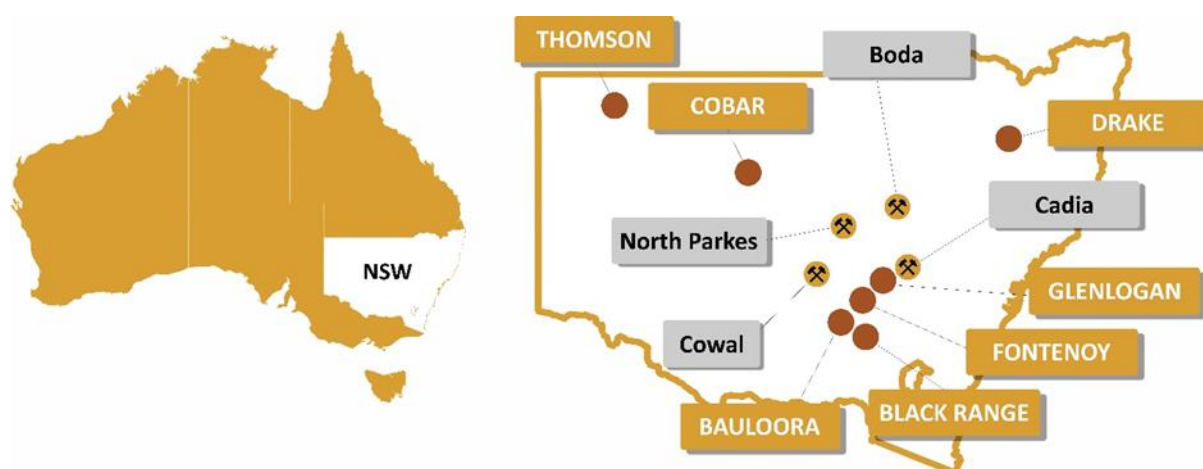 THOMSON
Boda
COBAR
DRAKE
Cadia
North Parkes
NSW
GLENLOGAN
Cowal
FONTENOY
BLACK RANGE
BAULOORA